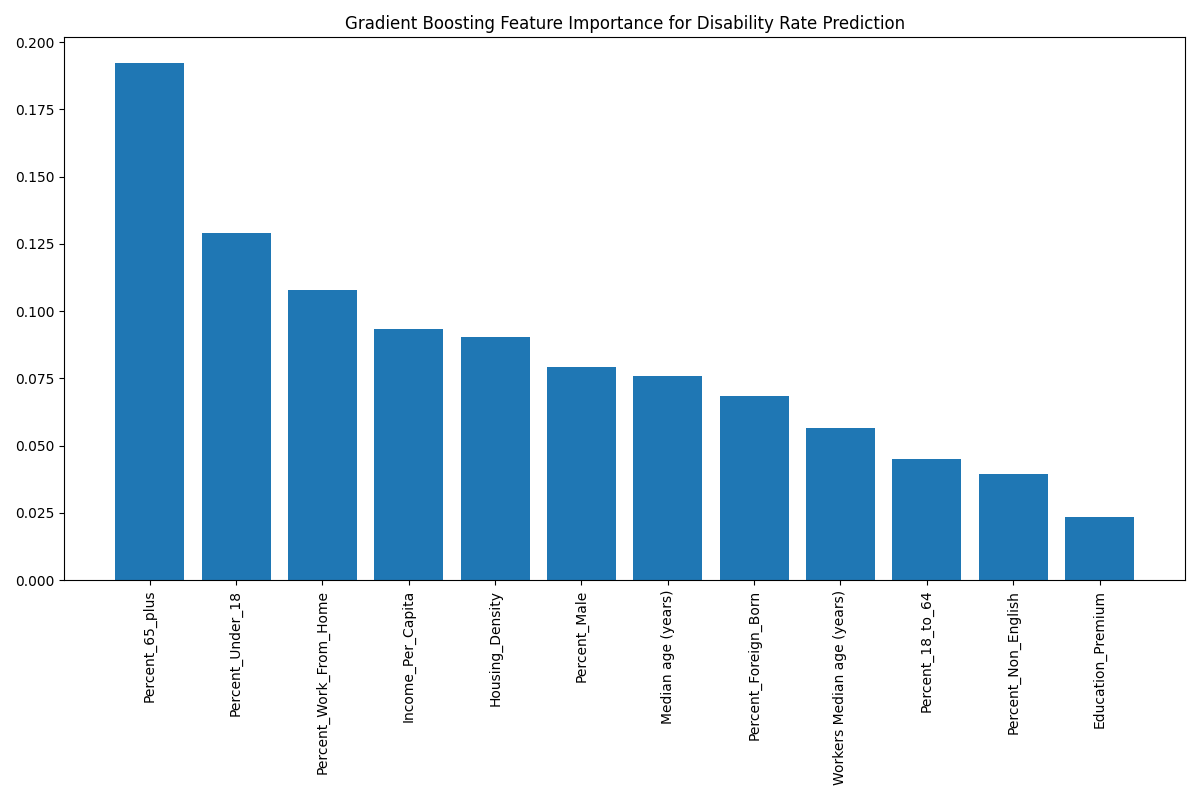 Gradient Boosting Feature Importance for Disability Rate Prediction
0.200
0.175
0.150
0.125
0.100
0.075
0.050
0.025
0.000
Percent_65_plus
Percent_Under_18
Percent_Work_From_Home
Income_Per_Capita
Housing_Density
Percent_Male
Median age (years)
Percent_Foreign_Born
Workers Median age (years)
Percent_18_to_64
Percent_Non_English
Education_Premium